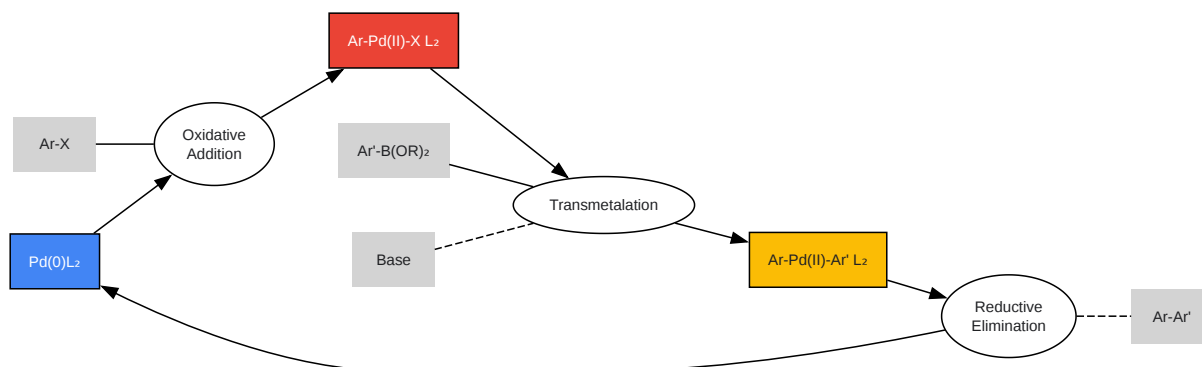 Ar-Pd(II)-X L₂
Oxidative
Addition
Ar-X
Ar'-B(OR)₂
Transmetalation
Base
Pd(0)L₂
Ar-Pd(II)-Ar' L₂
Reductive
Elimination
Ar-Ar'